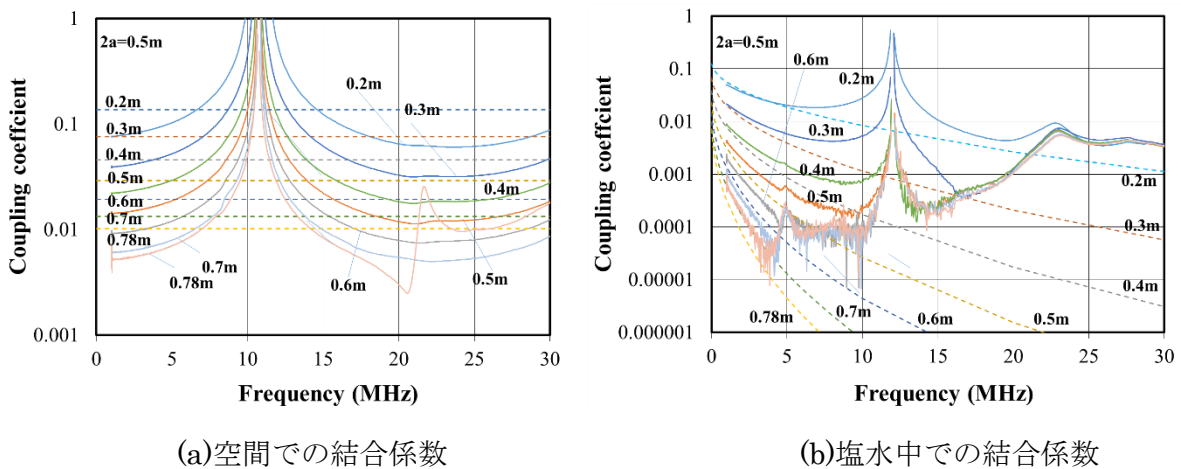 1
0.1
0.01
0.001
Coupling coeffcient
2a=0.5m
0.2m
0.3m
0.4m
0.5m
0.6m
0.7m
0.78m
0.7m
0.2m
0.3m
0.4m
0.5m
0.6m
0 5 10 15 20 25 30
Frequency (MHz)
(a)空間での結合係数
1
0.1
0.01
0.001
0.0001
0.00001
0.000001
Coupling coeffcient
2a=0.5m
0.6m
0.2m
0.3m
0.4m
0.5m
0.2m
0.3m
0.4m
0.5m
0.6m
0.7m
0.78m
0 5 10 15 20 25 30
Frequency (MHz)
(b)塩水中での結合係数